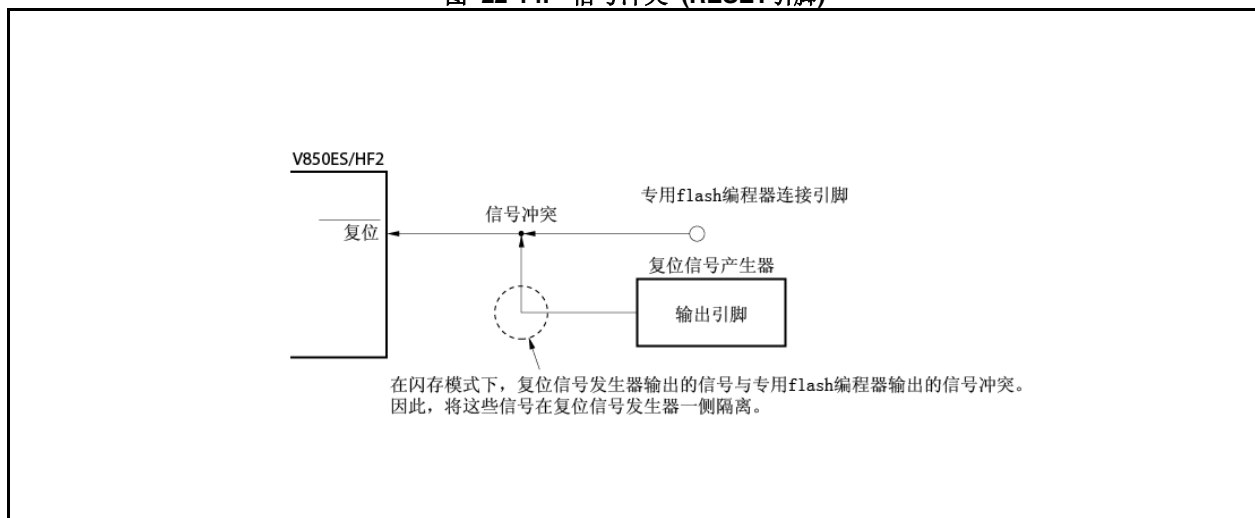 V850ES/HF2
专用flash编程器连接引脚
信号冲突
复位
复位信号产生器
输出引脚
在闪存模式下，复位信号发生器输出的信号与专用flash编程器输出的信号冲突。
因此，将这些信号在复位信号发生器一侧隔离。